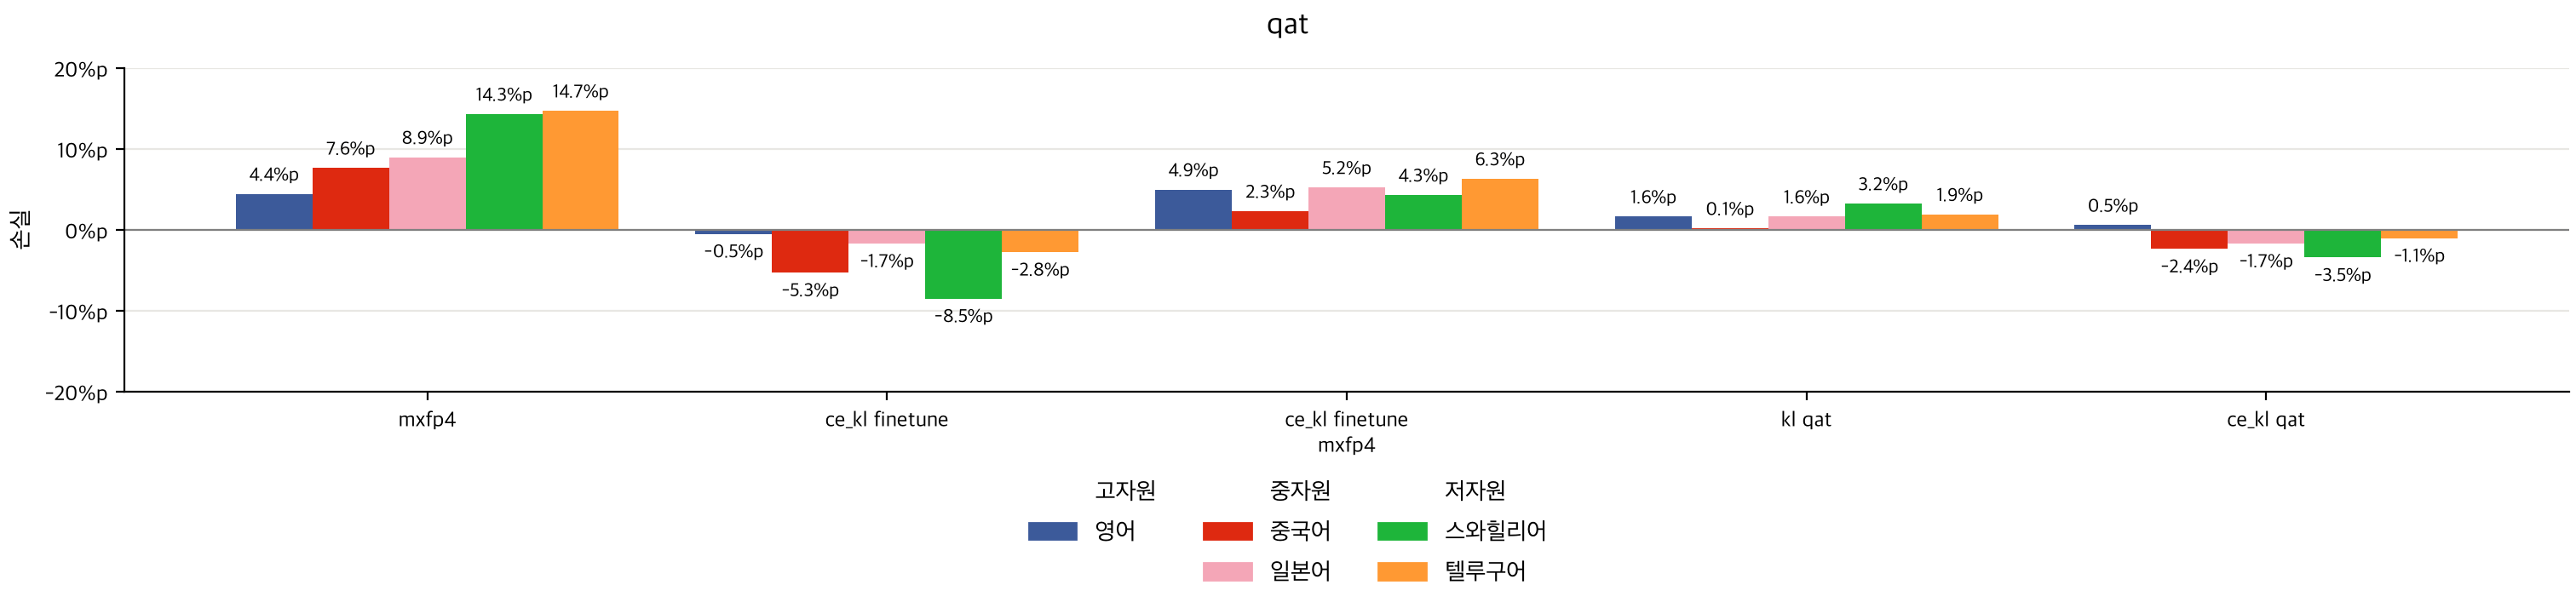 qat
손실
20%p
10%p
0%p
-10%p
-20%p
4.4%p
7.6%p
8.9%p
14.3%p
14.7%p
-0.5%p
-5.3%p
-1.7%p
-8.5%p
-2.8%p
4.9%p
2.3%p
5.2%p
4.3%p
6.3%p
1.6%p
0.1%p
1.6%p
3.2%p
1.9%p
0.5%p
-2.4%p
-1.7%p
-3.5%p
-1.1%p
mxfp4
ce_kl finetune
ce_kl finetune
mxfp4
kl qat
ce_kl qat
고자원
영어
중자원
중국어
일본어
저자원
스와힐리어
텔루구어